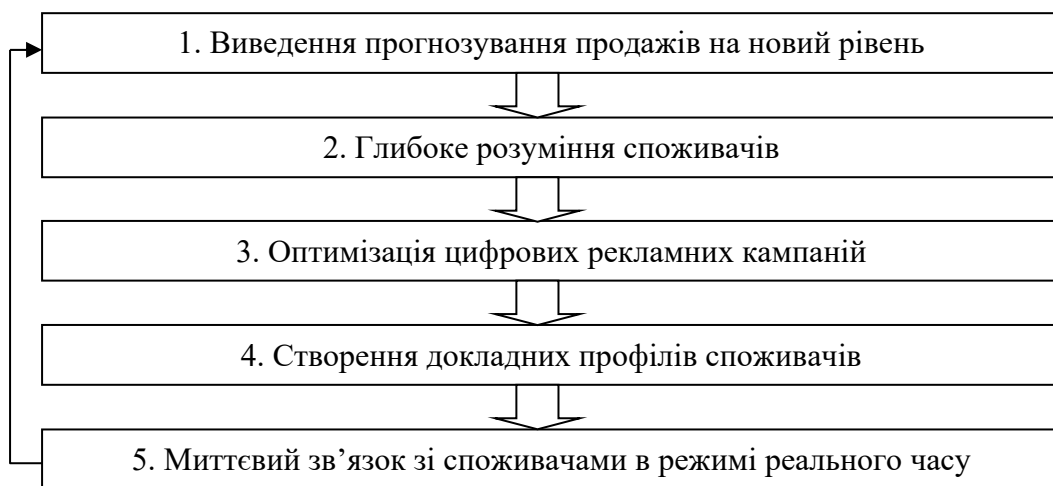 1. Виведення прогнозування продажів на новий рівень
2. Глибоке розуміння споживачів
3. Оптимізація цифрових рекламних кампаній
4. Створення докладних профілів споживачів
5. Миттєвий зв’язок зі споживачами в режимі реального часу